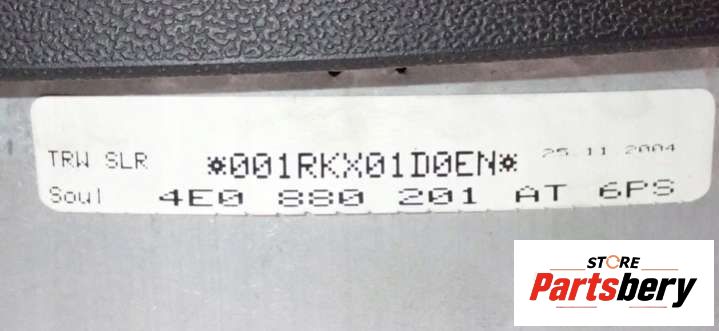 TRW SLR *001RKX01D0EN* 25.11.2004
Soul 4E0 880 201 AT 6PS
STORE
Partsbery